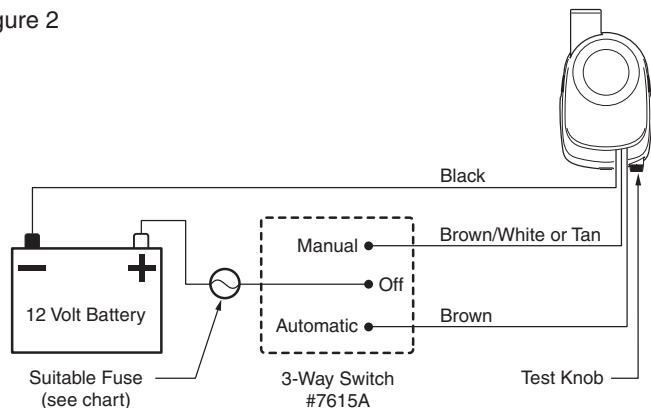 gure 2
Black
Brown/White or Tan
Manual
Off
Automatic
Brown
12 Volt Battery
Suitable Fuse
(see chart)
3-Way Switch
#7615A
Test Knob